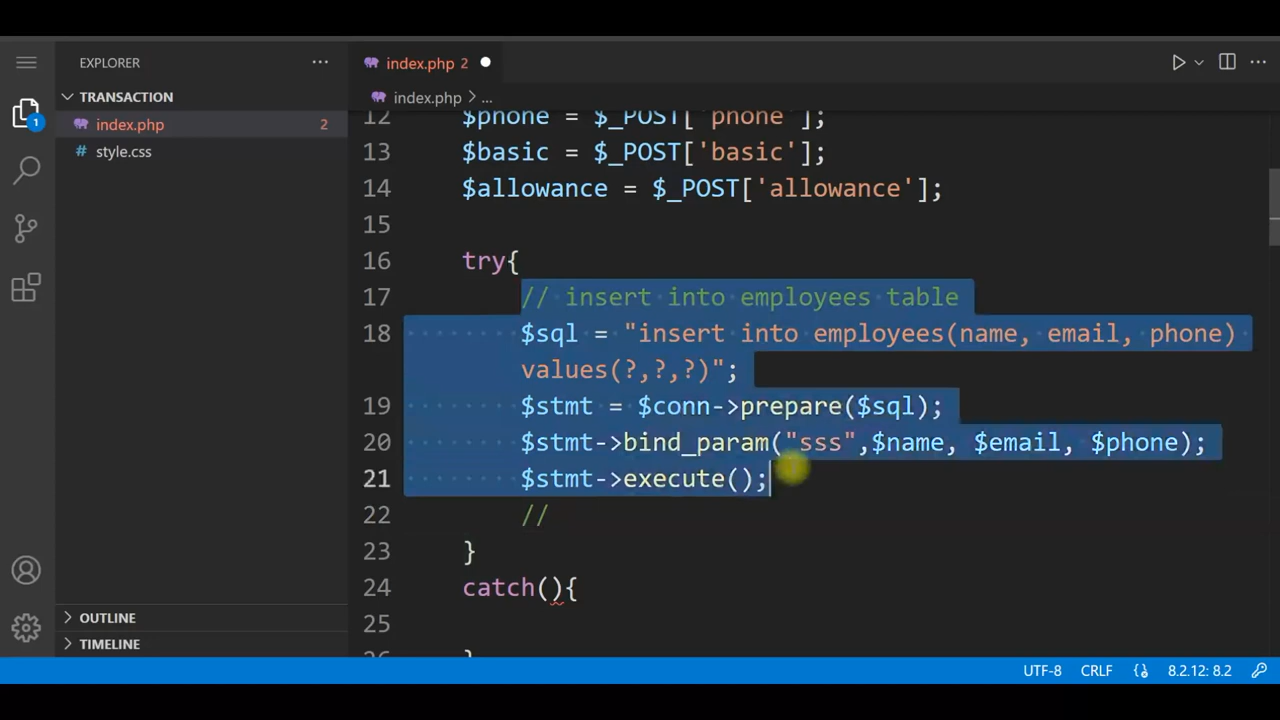 EXPLORER
index.php 2
TRANSACTION
index.php > ...
index.php 2
style.css
12 $phone = $_POST['phone'];
13 $basic = $_POST['basic'];
14 $allowance = $_POST['allowance'];
15
16 try{
17 // insert into employees table
18 $sql = "insert into employees(name, email, phone)
values(?,?,?)";
19 $stmt = $conn->prepare($sql);
20 $stmt->bind_param("sss",$name, $email, $phone);
21 $stmt->execute();
22 //
23 }
24 catch(){
25
OUTLINE
TIMELINE
UTF-8 CRLF 8.2.12: 8.2
1